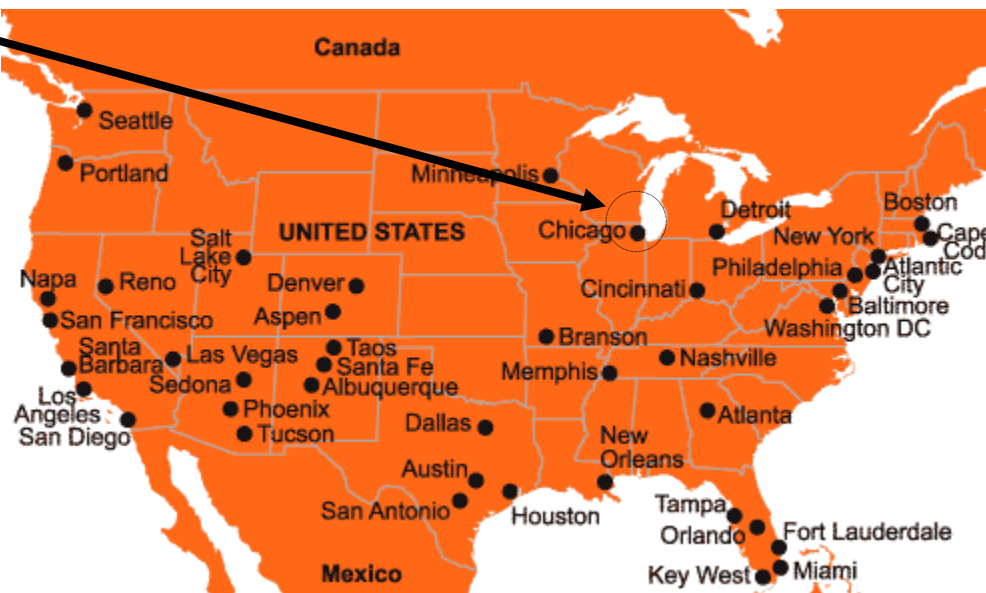 Canada
Seattle
Portland
Minneapolis
Boston
Detroit
Chicago
UNITED STATES
New York
Cape
Cod
Salt
Lake
City
Philadelphia
Atlantic
City
Napa
Reno
Denver
Cincinnati
Baltimore
San Francisco
Aspen
Washington DC
Branson
Santa
Barbara
Las Vegas
Taos
Santa Fe
Nashville
Memphis
Sedona
Albuquerque
Los
Angeles
Phoenix
Atlanta
San Diego
Tucson
Dallas
New
Orleans
Austin
San Antonio
Houston
Tampa
Orlando
Fort Lauderdale
Mexico
Key West
Miami